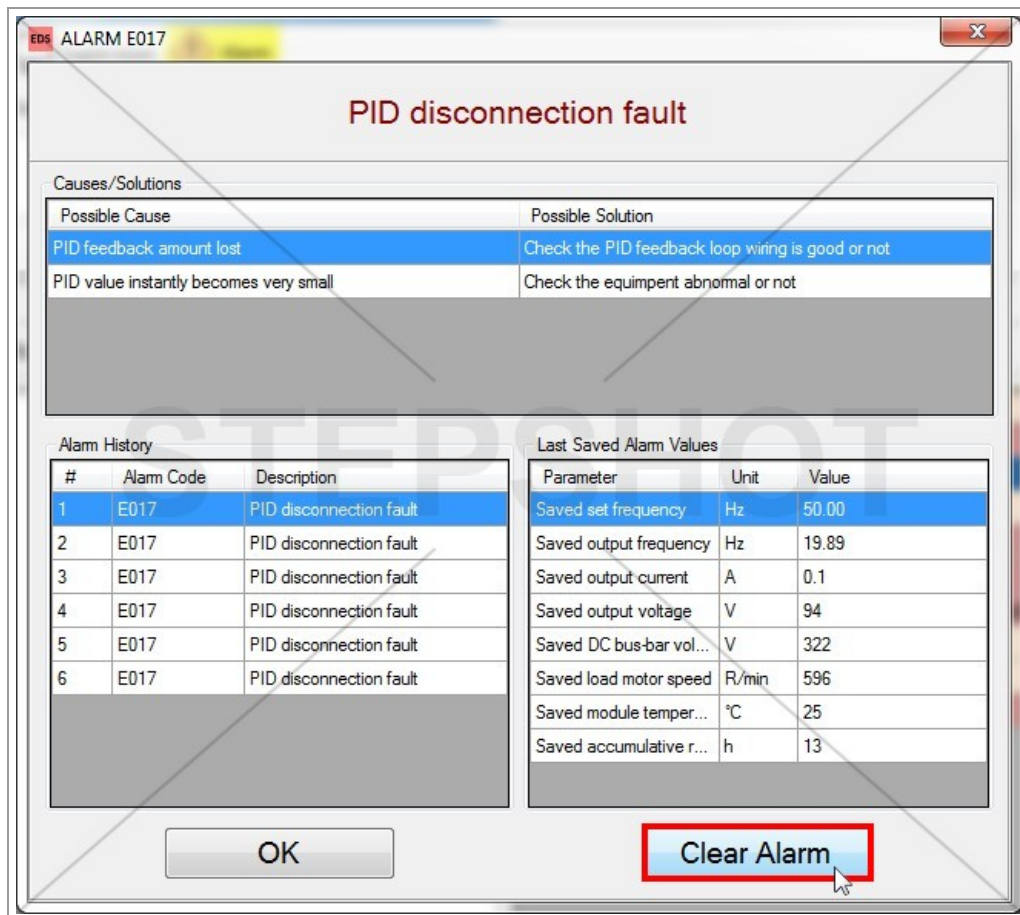 EDS ALARM E017
Alarm
PID disconnection fault
Causes/Solutions
Possible Cause Possible Solution
PID feedback amount lost Check the PID feedback loop wiring is good or not
PID value instantly becomes very small Check the equimpent abnormal or not
STEPSHOT
Alarm History
# Alarm Code Description
1 E017 PID disconnection fault
2 E017 PID disconnection fault
3 E017 PID disconnection fault
4 E017 PID disconnection fault
5 E017 PID disconnection fault
6 E017 PID disconnection fault
Last Saved Alarm Values
Parameter Unit Value
Saved set frequency Hz 50.00
Saved output frequency Hz 19.89
Saved output current A 0.1
Saved output voltage V 94
Saved DC bus-bar vol... V 322
Saved load motor speed R/min 596
Saved module temper... °C 25
Saved accumulative r... h 13
OK
Clear Alarm